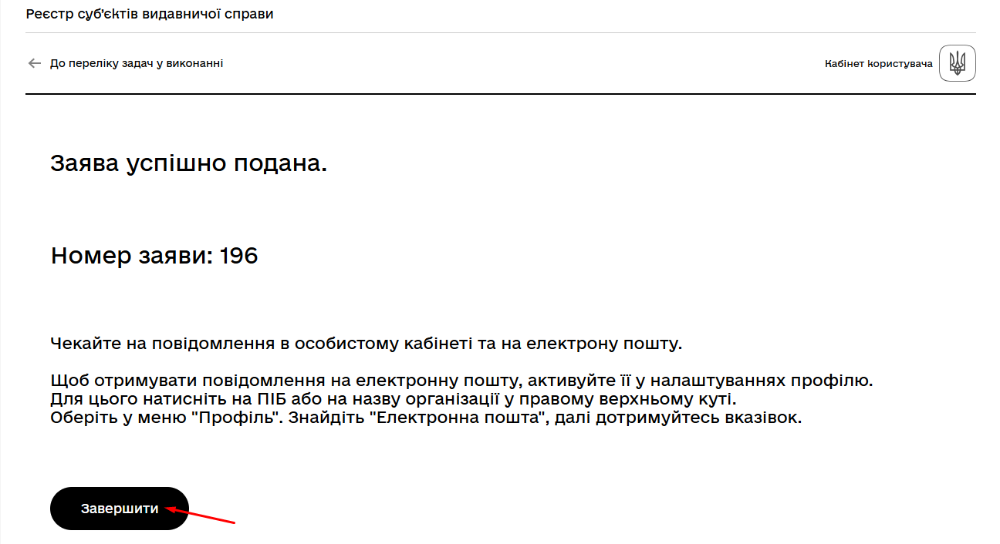 Реєстр суб’єктів видавничої справи
До переліку задач у виконанні
Кабінет користувача
Заява успішно подана.
Номер заяви: 196
Чекайте на повідомлення в особистому кабінеті та на електрону пошту.
Щоб отримувати повідомлення на електронну пошту, активуйте її у налаштуваннях профілю.
Для цього натисніть на ПІБ або на назву організації у правому верхньому куті.
Оберіть у меню "Профіль". Знайдіть "Електронна пошта", далі дотримуйтесь вказівок.
Завершити